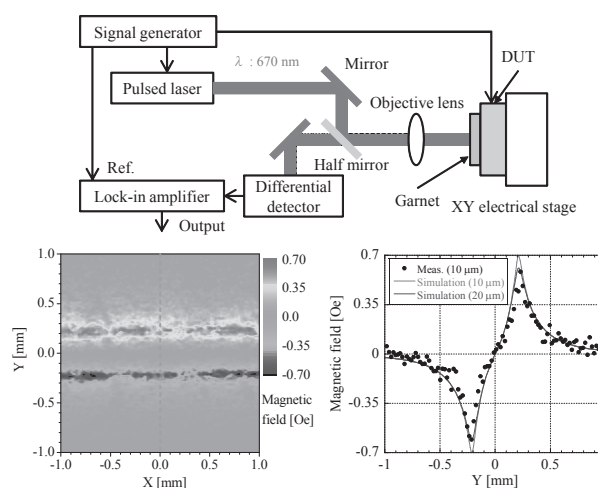 Signal generator
λ : 670 nm
Mirror
DUT
Pulsed laser
Objective lens
Half mirror
Ref.
Lock-in amplifier
Differential
detector
Garnet
XY electrical stage
Output
1.0
0.5
0.0
-0.5
-1.0
Y [mm]
-1.0 -0.5 0.0 0.5 1.0
X [mm]
0.70
0.35
0.00
-0.35
-0.70
Magnetic
field [Oe]
0.7
0.35
0
-0.35
-0.7
Magnetic field [Oe]
Meas. (10 μm)
Simulation (10 μm)
Simulation (20 μm)
-1 -0.5 0 0.5
Y [mm]